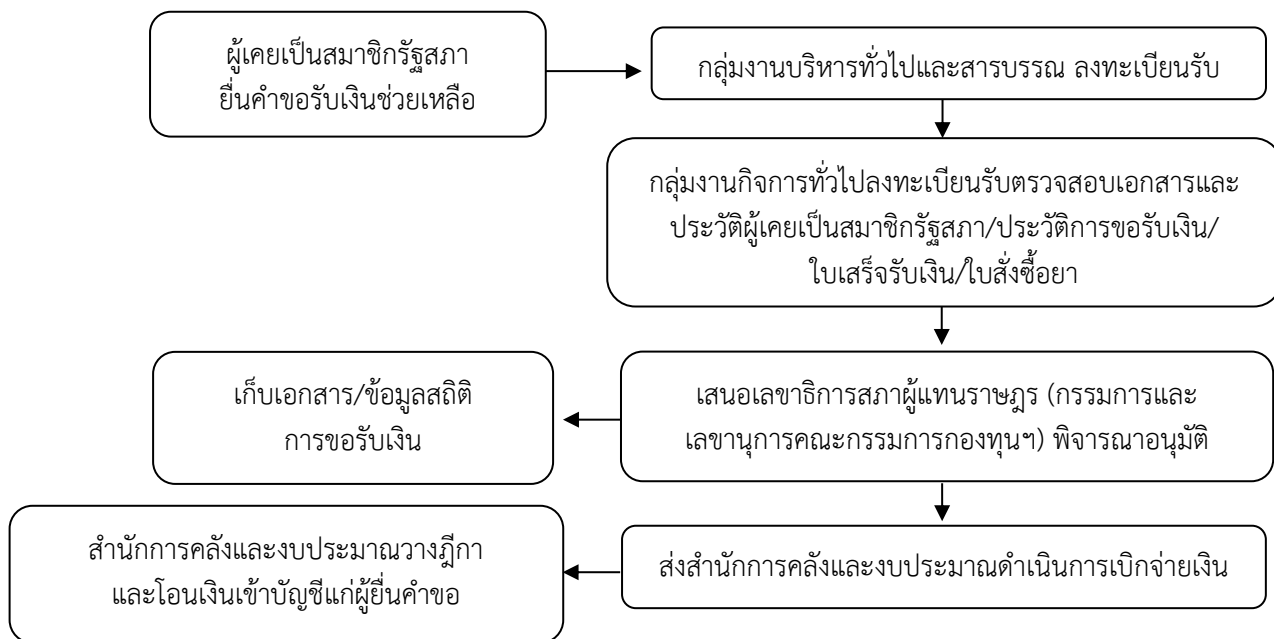 ผู้เคยเป็นสมาชิกรัฐสภา
ยื่นคำขอรับเงินช่วยเหลือ
กลุ่มงานบริหารทั่วไปและสารบรรณ ลงทะเบียนรับ
กลุ่มงานกิจการทั่วไปลงทะเบียนรับตรวจสอบเอกสารและ
ประวัติผู้เคยเป็นสมาชิกรัฐสภา/ประวัติการขอรับเงิน/
ใบเสร็จรับเงิน/ใบสั่งซื้อยา
เสนอเลขาธิการสภาผู้แทนราษฎร (กรรมการและ
เลขานุการคณะกรรมการกองทุนฯ) พิจารณาอนุมัติ
เก็บเอกสาร/ข้อมูลสถิติ
การขอรับเงิน
ส่งสำนักการคลังและงบประมาณดำเนินการเบิกจ่ายเงิน
สำนักการคลังและงบประมาณวางฎีกา
และโอนเงินเข้าบัญชีแก่ผู้ยื่นคำขอ